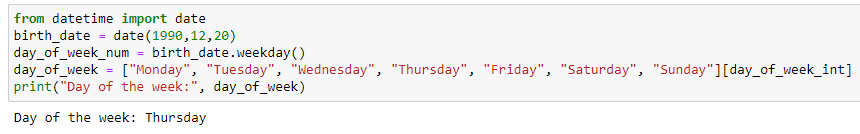 from datetime import date
birth_date = date(1990,12,20)
day_of_week_num = birth_date.weekday()
day_of_week = ["Monday", "Tuesday", "Wednesday", "Thursday", "Friday", "Saturday", "Sunday"][day_of_week_int]
print("Day of the week:", day_of_week)
Day of the week: Thursday